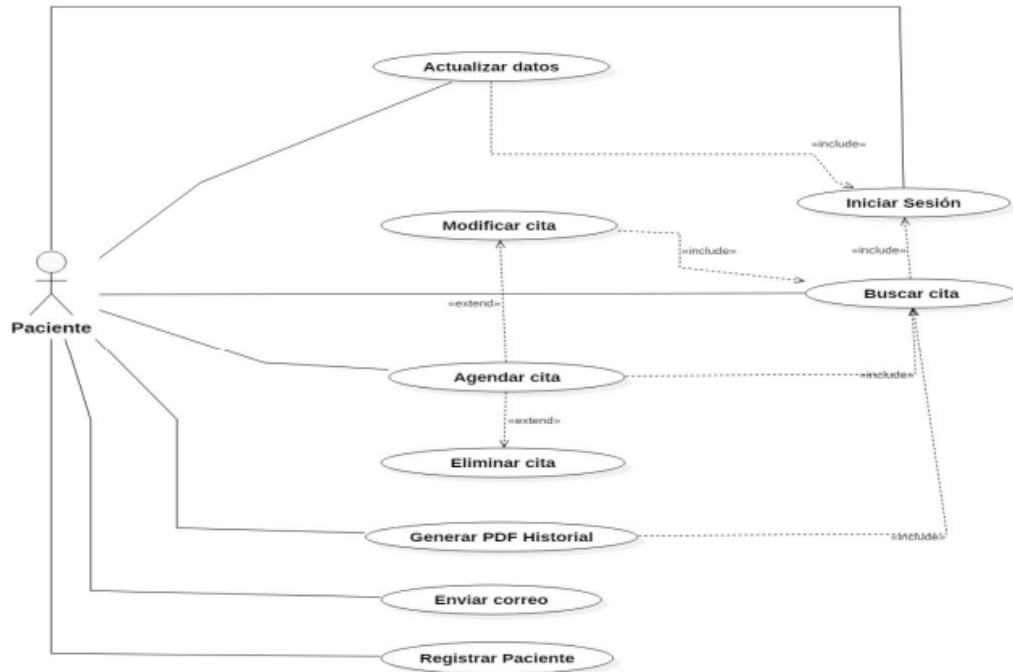 Actualizar datos
«include»
Iniciar Sesión
Modificar cita
«include»
«include»
Buscar cita
«extend»
Paciente
Agendar cita
«include»
«extend»
Eliminar cita
Generar PDF Historial
«include»
Enviar correo
Registrar Paciente